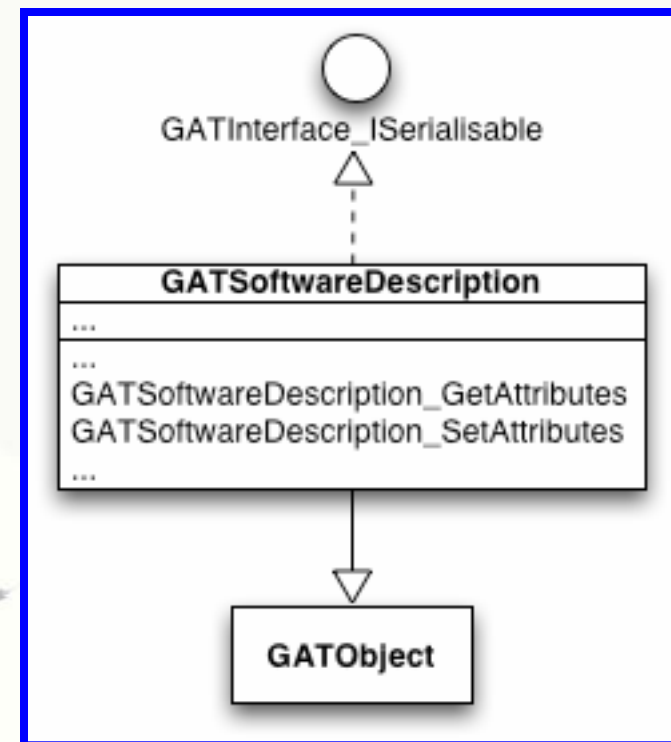 GATInterface_ISerialisable
GATSoftwareDescription
...
...
GATSoftwareDescription_GetAttributes
GATSoftwareDescription_SetAttributes
...
GATObject